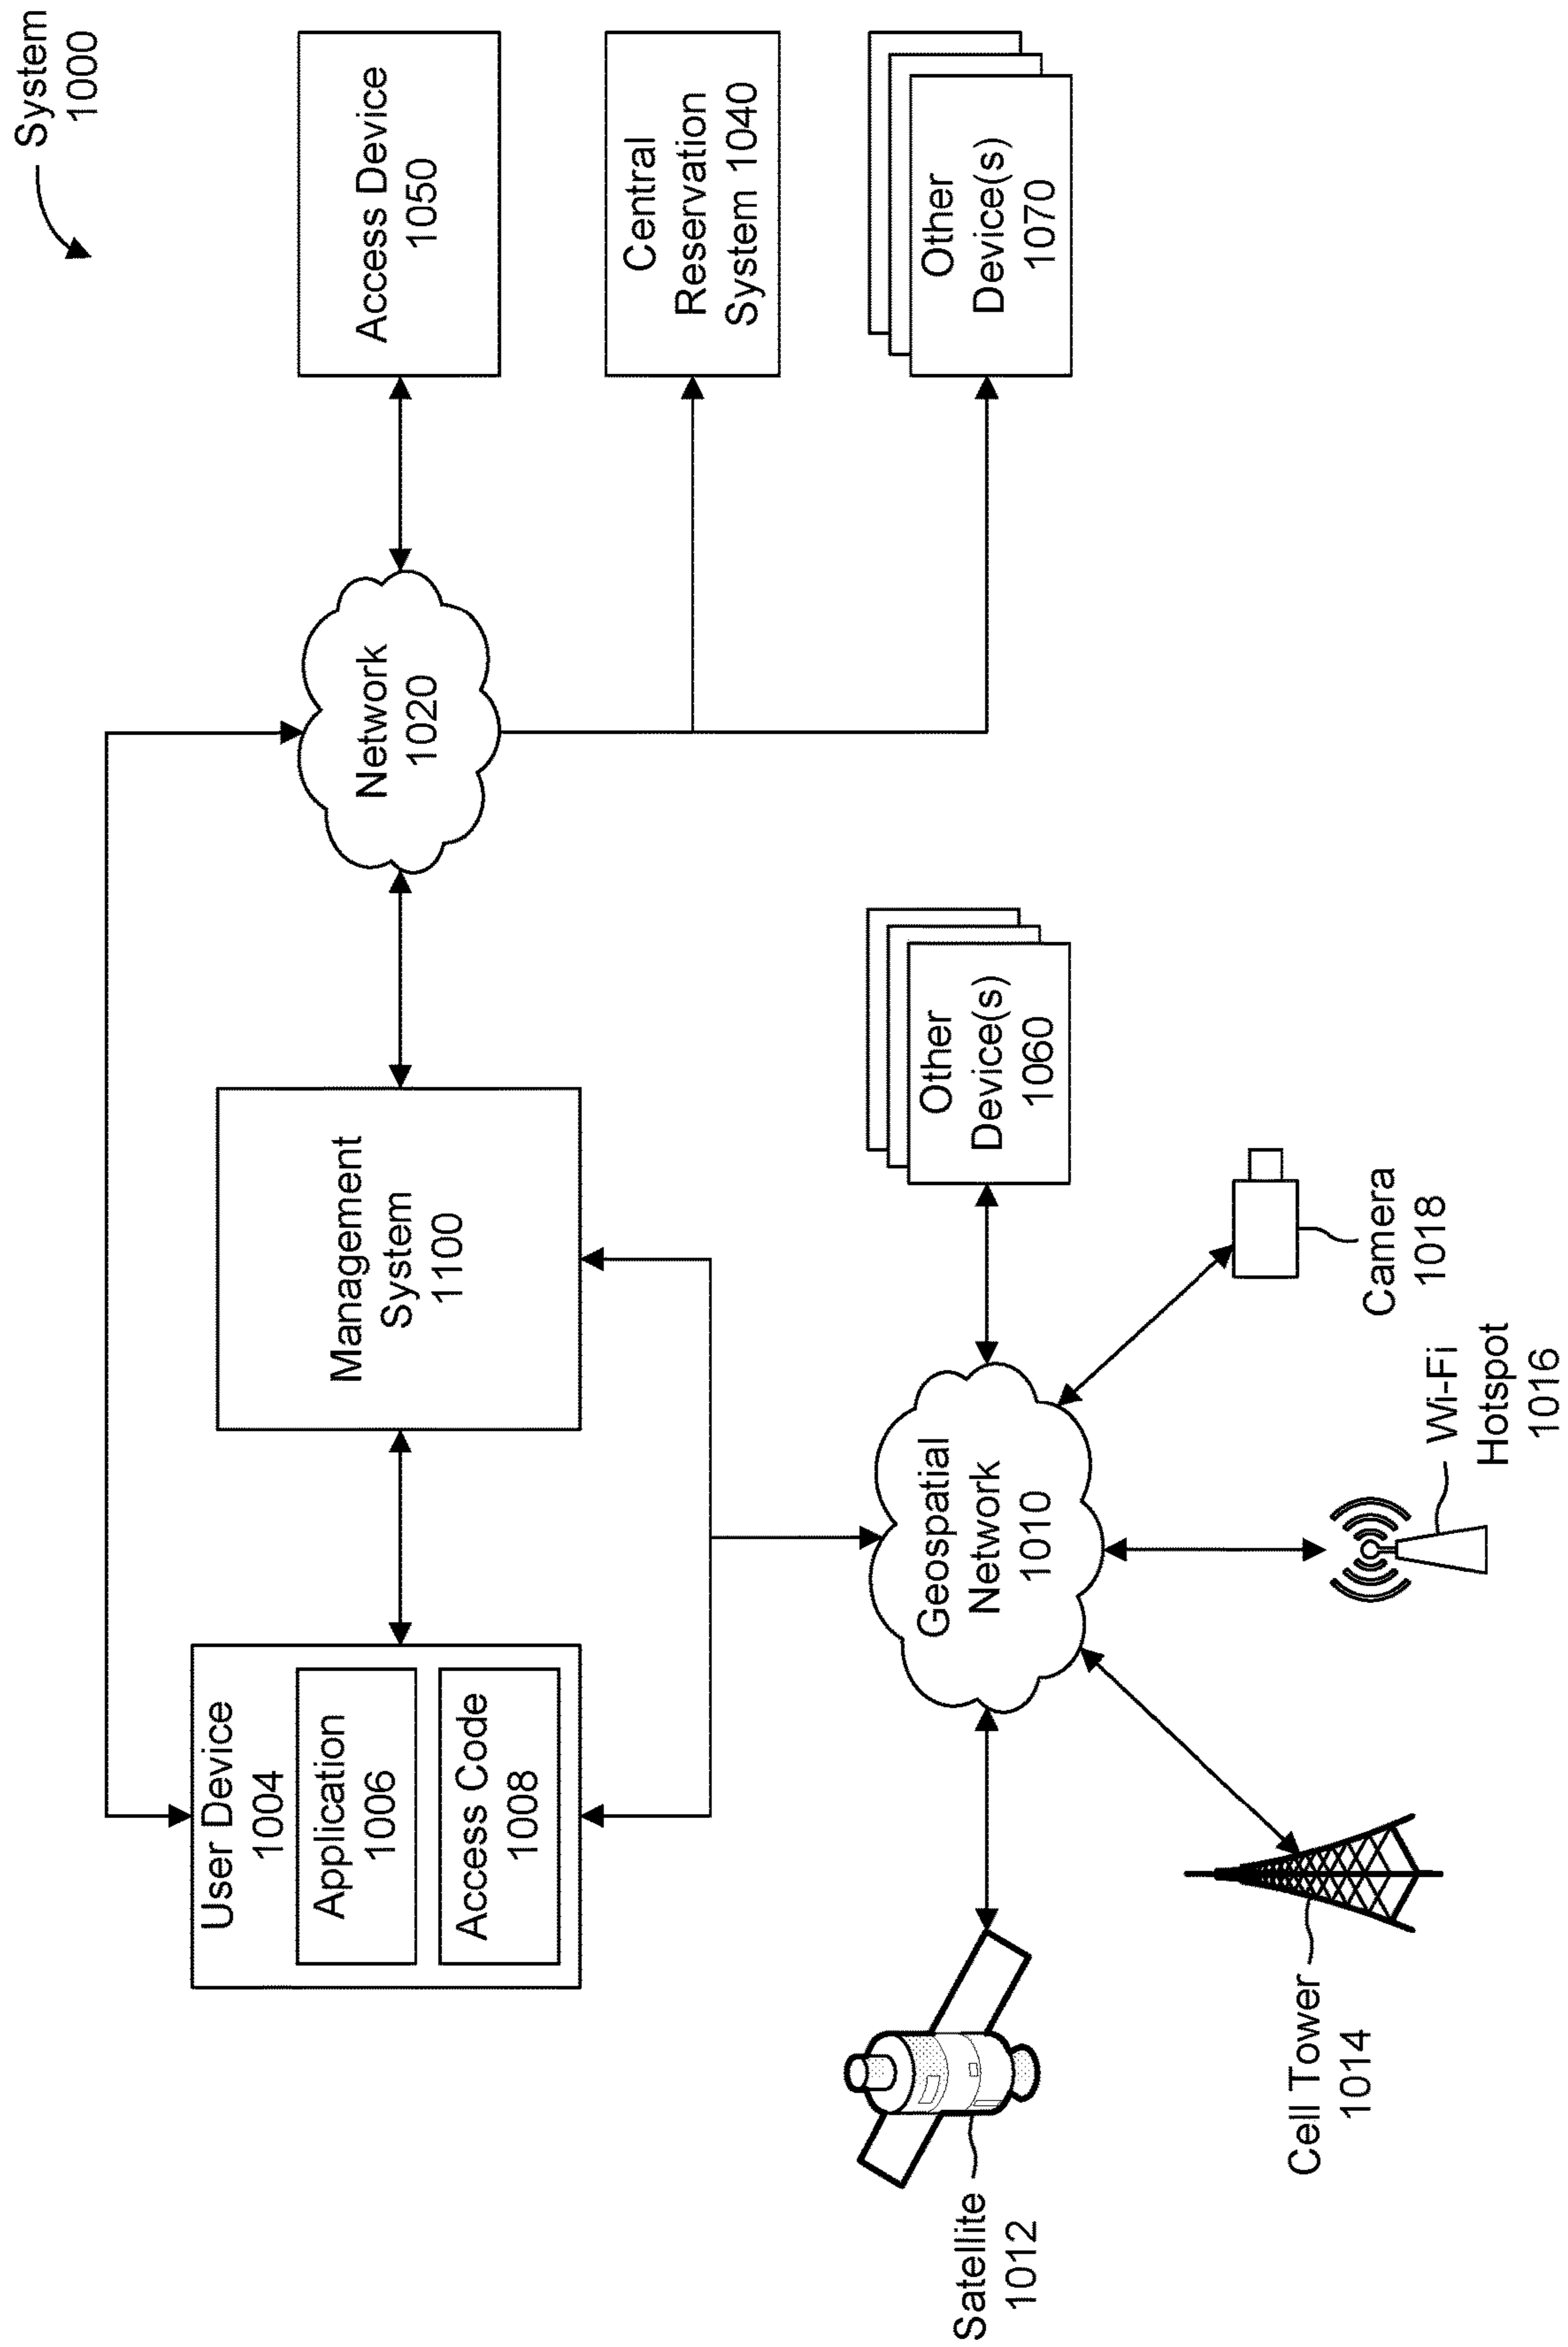 System
1000
User Device
1004
Application
1006
Access Code
1008
Management
System
1100
Network
1020
Access Device
1050
Central
Reservation
System 1040
Other
Device(s)
1070
Other
Device(s)
1060
Geospatial
Network
1010
Satellite
1012
Cell Tower
1014
Wi-Fi
Hotspot
1016
Camera
1018